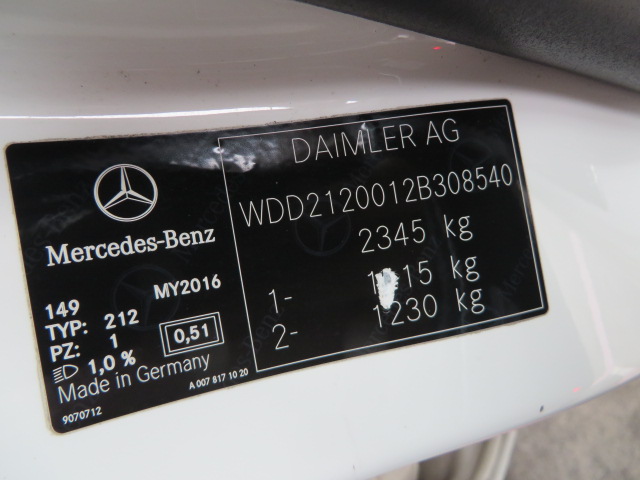 DAIMLER AG
WDD2120012B308540
2345 kg
1- 1115 kg
2- 1230 kg
Mercedes-Benz
149 MY2016
TYP: 212
PZ: 1 0,51
1,0 %
Made in Germany
9070712
A 007 817 10 20